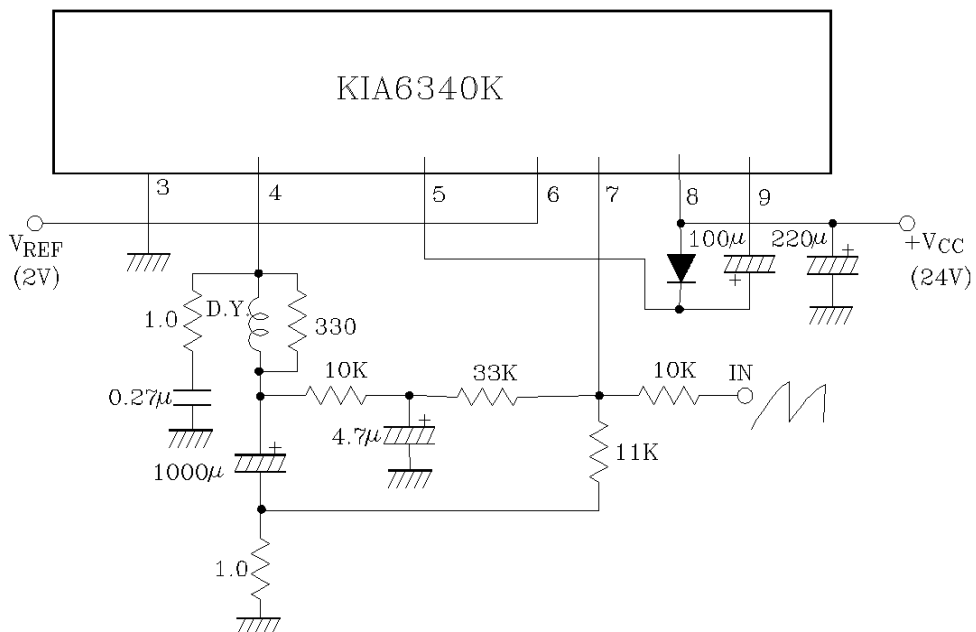 KIA6340K
3
4
5
6
7
8
9
VREF
(2V)
100μ
220μ
+VCC
(24V)
1.0
D.Y.
330
0.27μ
10K
33K
10K
IN
4.7μ
+
11K
1000μ
+
1.0
+
+